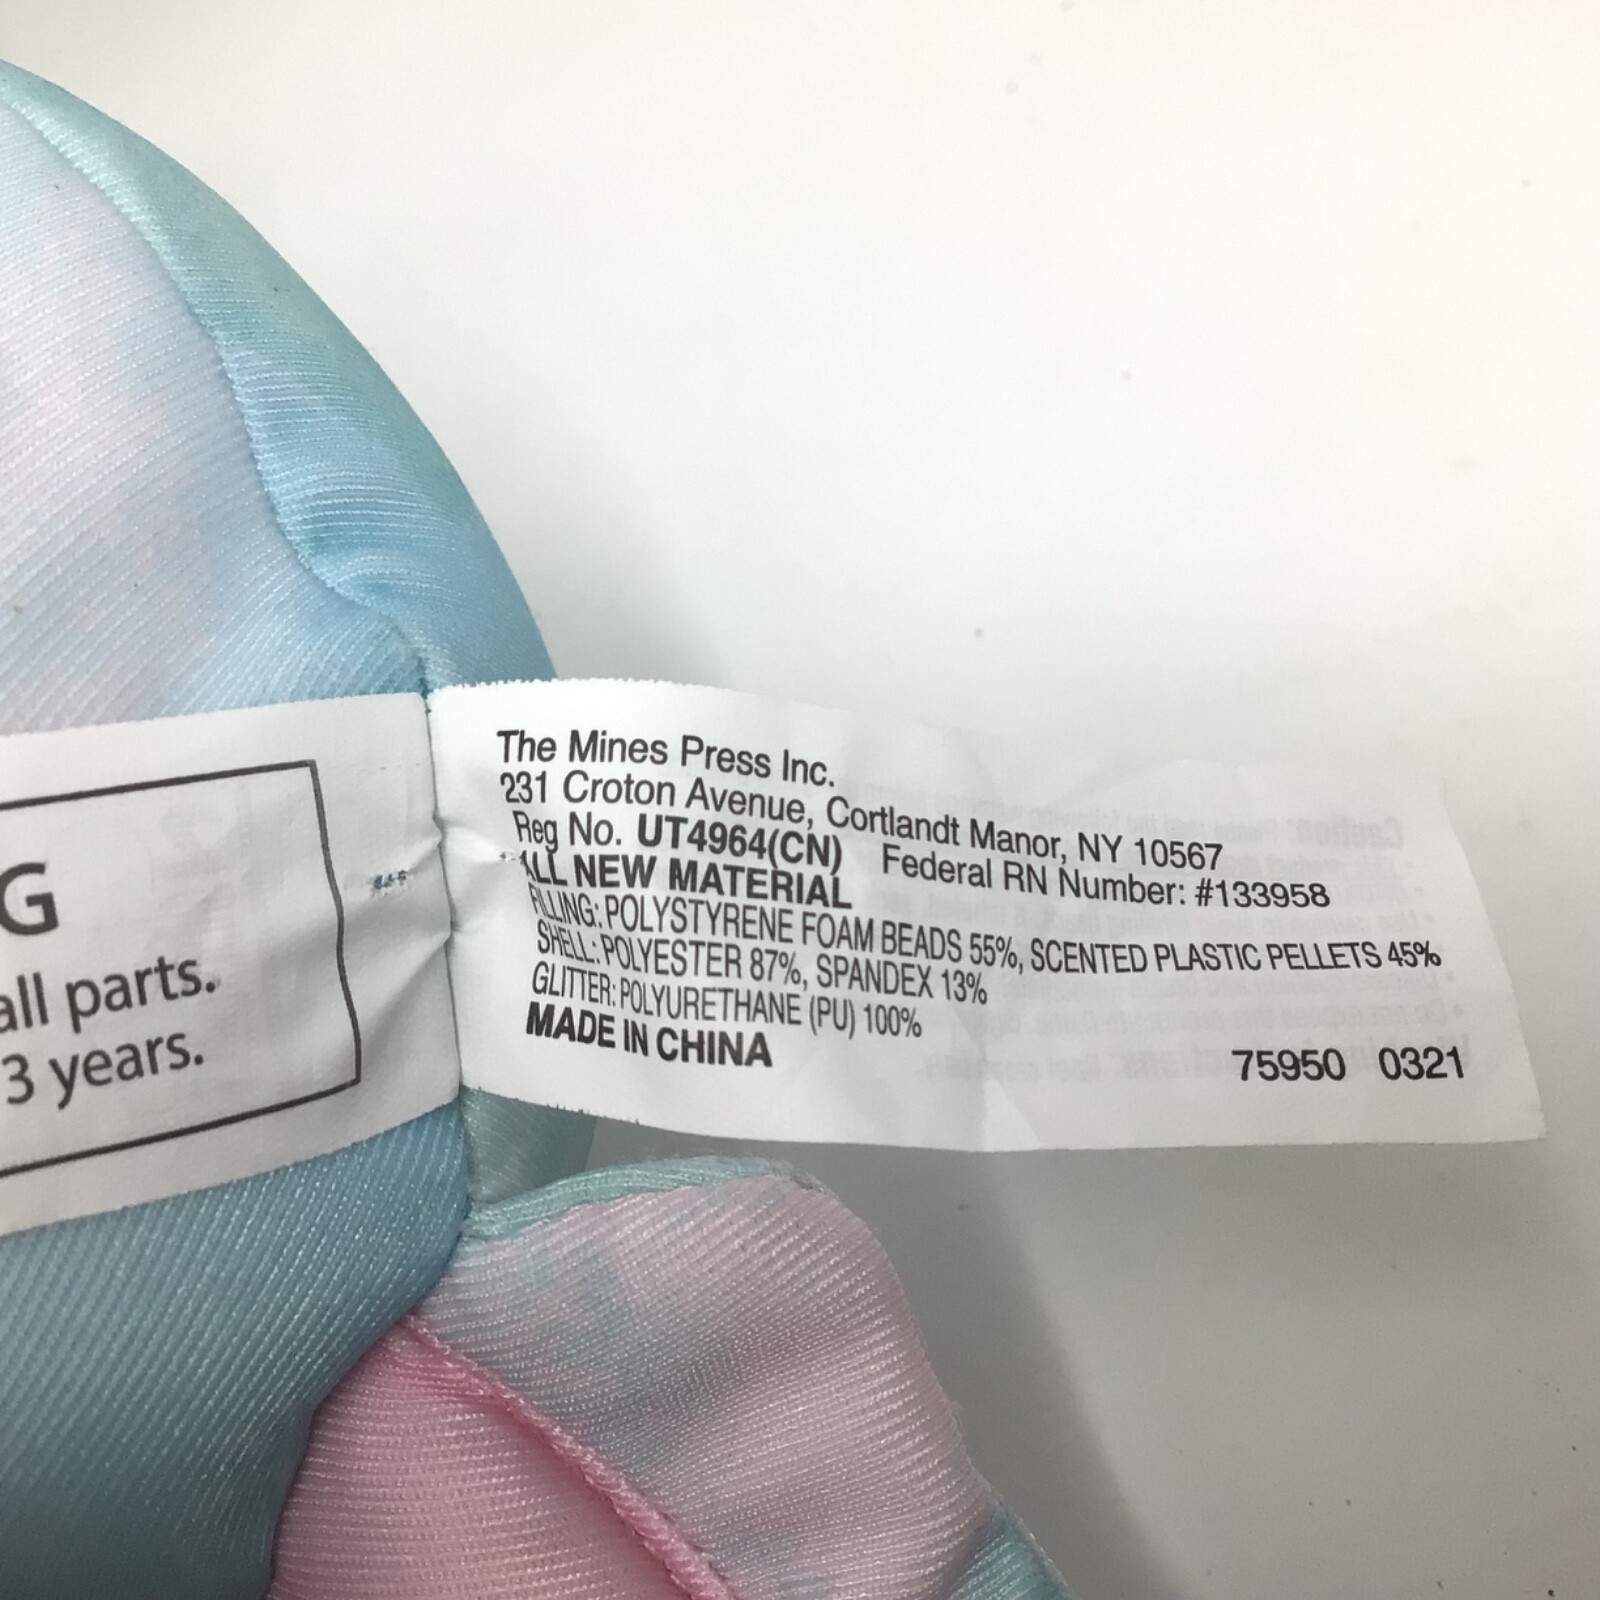 G
all parts.
3 years.
The Mines Press Inc.
231 Croton Avenue, Cortlandt Manor, NY 10567
Reg No. UT4964(CN) Federal RN Number: #133958
ALL NEW MATERIAL
FILLING: POLYSTYRENE FOAM BEADS 55%, SCENTED PLASTIC PELLETS 45%
SHELL: POLYESTER 87%, SPANDEX 13%
GLITTER: POLYURETHANE (PU) 100%
MADE IN CHINA
75950 0321